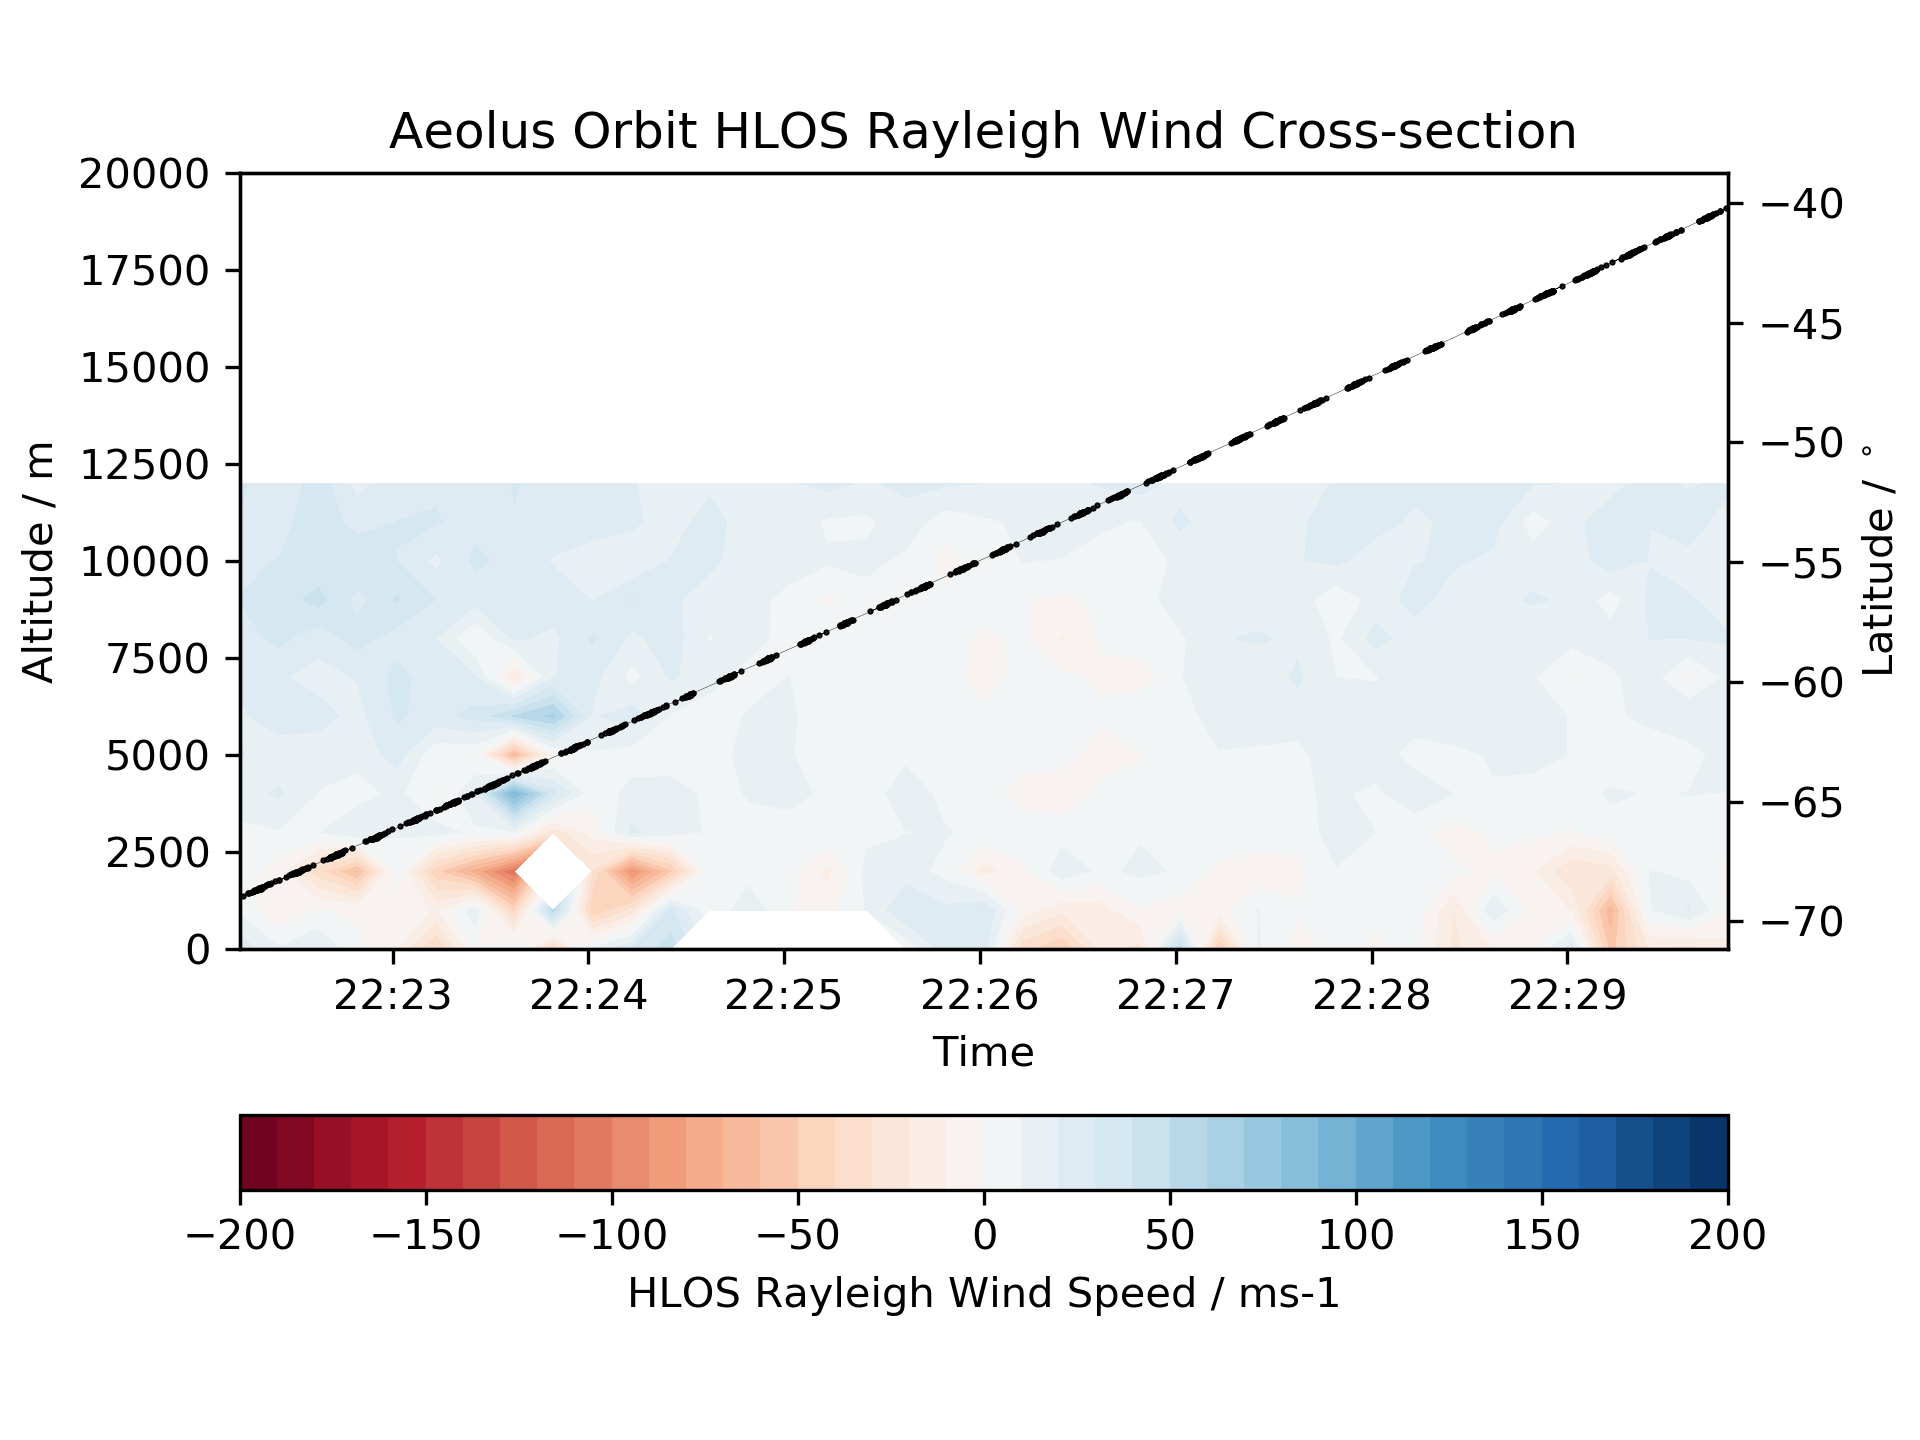 Aeolus Orbit HLOS Rayleigh Wind Cross-section
20000
17500
15000
12500
10000
7500
5000
2500
0
Altitude / m
−40
−45
−50
−55
−60
−65
−70
Latitude / °
22:23 22:24 22:25 22:26 22:27 22:28 22:29
Time
−200 −150 −100 −50 0 50 100 150 200
HLOS Rayleigh Wind Speed / ms-1